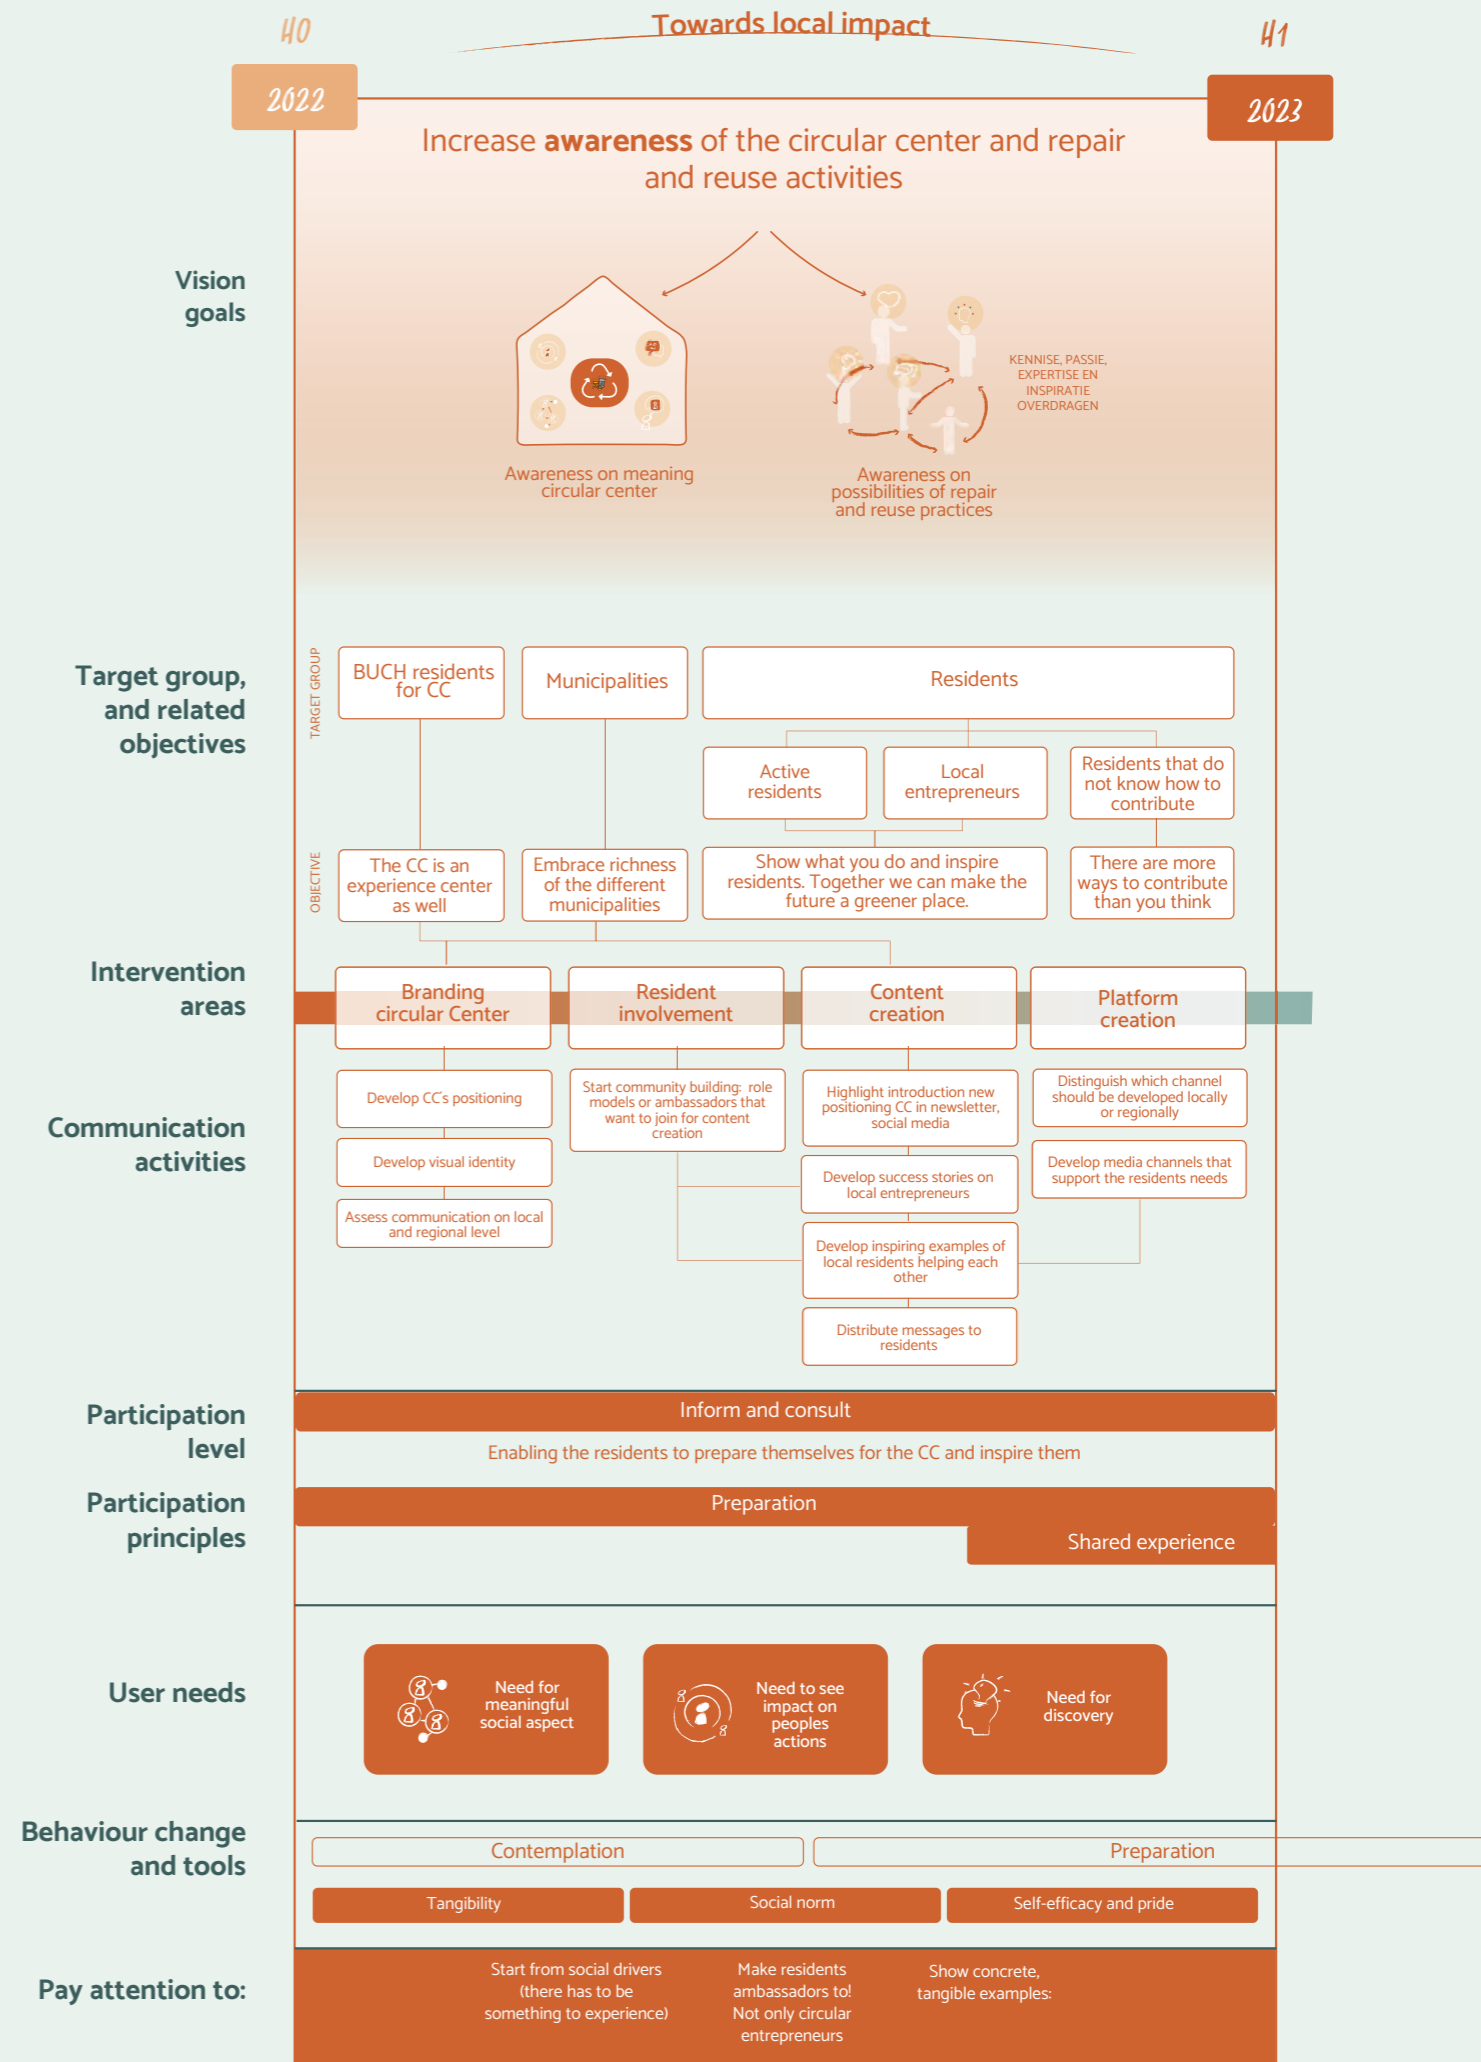 H0
Towards local impact
H1
2022
2023
Increase awareness of the circular center and repair
and reuse activities
Vision
goals
KENNISE, PASSIE,
EXPERTISE EN
INSPIRATIE
OVERDRAGEN
Awareness on meaning
circular center
Awareness on
possibilities of repair
and reuse practices
Target group,
and related
objectives
TARGET GROUP
BUCH residents
for CC
Municipalities
Residents
Active
residents
Local
entrepreneurs
Residents that do
not know how to
contribute
OBJECTIVE
The CC is an
experience center
as well
Embrace richness
of the different
municipalities
Show what you do and inspire
residents. Together we can make the
future a greener place.
There are more
ways to contribute
than you think
Intervention
areas
Branding
circular Center
Resident
involvement
Content
creation
Platform
creation
Communication
activities
Develop CC's positioning
Develop visual identity
Assess communication on local
and regional level
Start community building: role
models or ambassadors that
want to join for content
creation
Highlight introduction new
positioning CC in newsletter,
social media
Develop success stories on
local entrepreneurs
Develop inspiring examples of
local residents helping each
other
Distribute messages to
residents
Distinguish which channel
should be developed locally
or regionally
Develop media channels that
support the residents needs
Participation
level
Inform and consult
Enabling the residents to prepare themselves for the CC and inspire them
Participation
principles
Preparation
Shared experience
User needs
Need for
meaningful
social aspect
Need to see
impact on
peoples
actions
Need for
discovery
Behaviour change
and tools
Contemplation
Preparation
Tangibility
Social norm
Self-efficacy and pride
Pay attention to:
Start from social drivers
(there has to be
something to experience)
Make residents
ambassadors to!
Not only circular
entrepreneurs
Show concrete,
tangible examples: